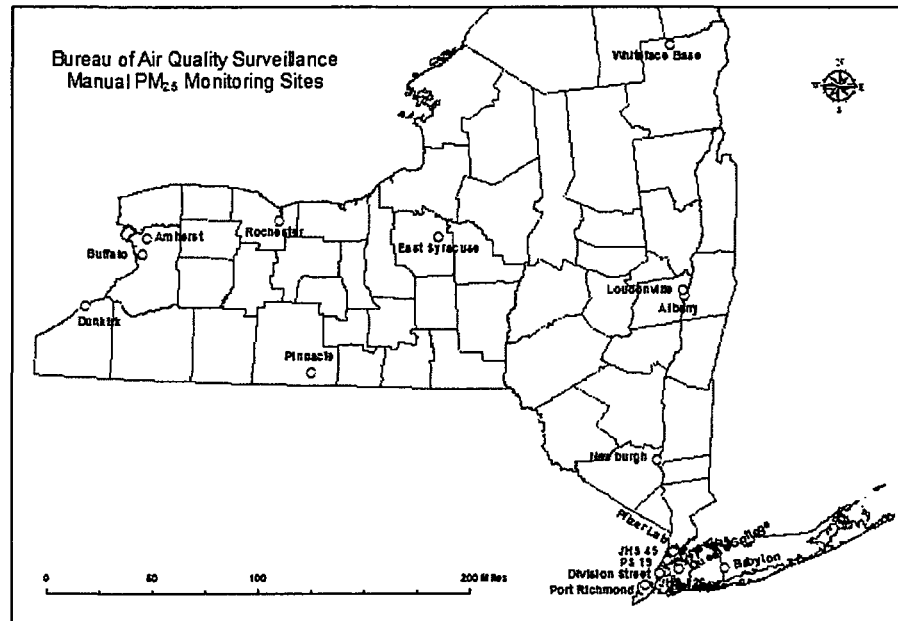 Bureau of Air Quality Surveillance
Manual PM2.5 Monitoring Sites
Whiteface Base
N
W E
S
Rochester
Amherst
East Syracuse
Buffalo
Loudonville
Albany
Dunkirk
Pinnacle
Newburgh
Pfizer Lab
Queens College
JHS 45
PS 19
Babylon
Division Street
Port Richmond
0 50 100 200 Miles